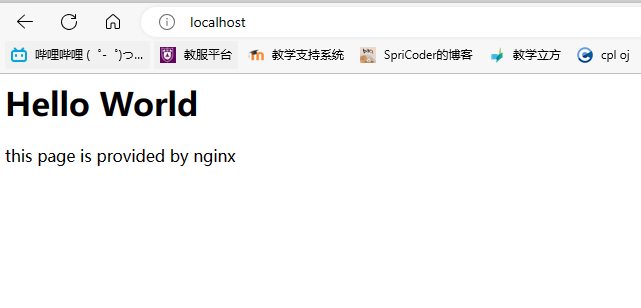 localhost
哔哩哔哩 ( ゜- ゜)つ... 教服平台 教学支持系统 SpriCoder的博客 教学立方 cpl oj
Hello World
this page is provided by nginx